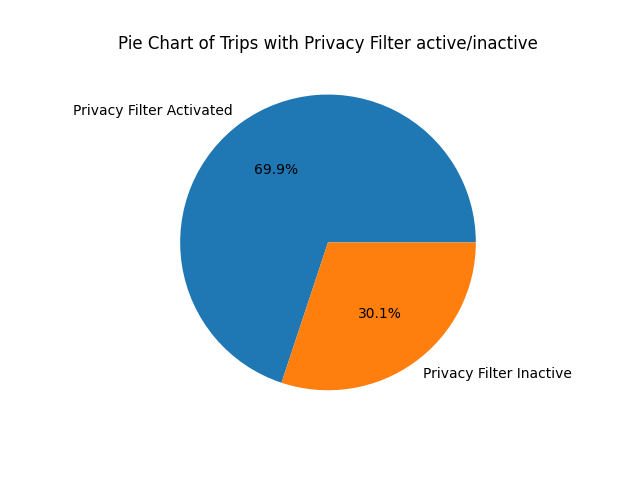 Pie Chart of Trips with Privacy Filter active/inactive
Privacy Filter Activated
69.9%
30.1%
Privacy Filter Inactive